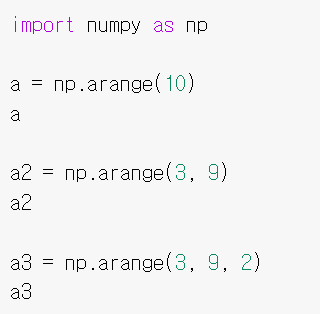 import numpy as np
a = np.arange(10)
a
a2 = np.arange(3, 9)
a2
a3 = np.arange(3, 9, 2)
a3